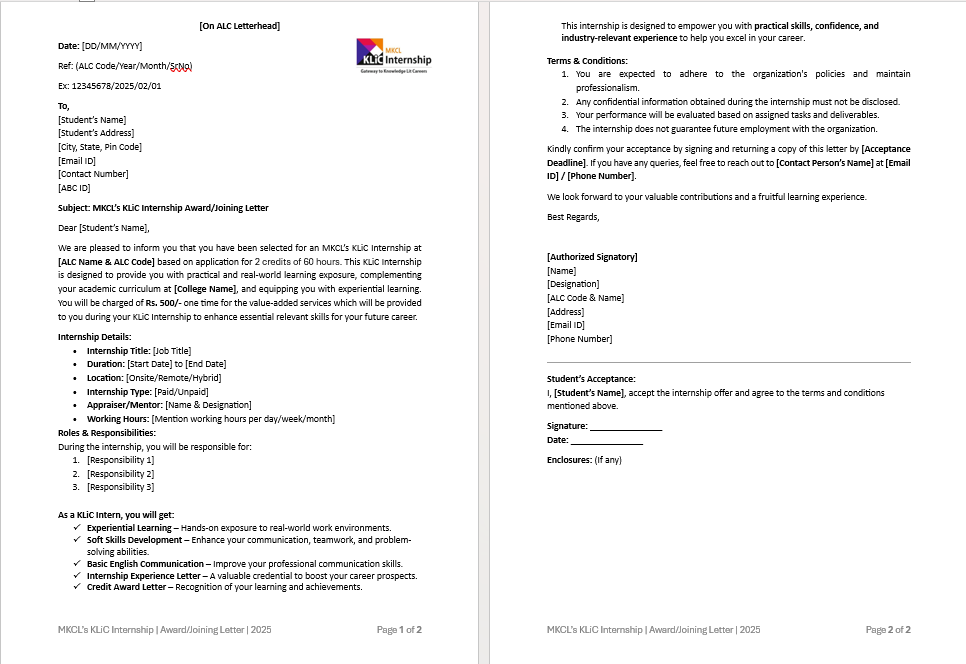 [On ALC Letterhead]
Date: [DD/MM/YYYY]
Ref: (ALC Code/Year/Month/SrNo)
Ex: 12345678/2025/02/01
MKCL
KLiC Internship
Gateway to Knowledge Lit Careers
To,
[Student’s Name]
[Student’s Address]
[City, State, Pin Code]
[Email ID]
[Contact Number]
[ABC ID]
Subject: MKCL’s KLiC Internship Award/Joining Letter
Dear [Student’s Name],
We are pleased to inform you that you have been selected for an MKCL’s KLiC Internship at
[ALC Name & ALC Code] based on application for 2 credits of 60 hours. This KLiC Internship
is designed to provide you with practical and real-world learning exposure, complementing
your academic curriculum at [College Name], and equipping you with experiential learning.
You will be charged of Rs. 500/- one time for the value-added services which will be provided
to you during your KLiC Internship to enhance essential relevant skills for your future career.
Internship Details:
• Internship Title: [Job Title]
• Duration: [Start Date] to [End Date]
• Location: [Onsite/Remote/Hybrid]
• Internship Type: [Paid/Unpaid]
• Appraiser/Mentor: [Name & Designation]
• Working Hours: [Mention working hours per day/week/month]
Roles & Responsibilities:
During the internship, you will be responsible for:
1. [Responsibility 1]
2. [Responsibility 2]
3. [Responsibility 3]
As a KLiC Intern, you will get:
✓ Experiential Learning – Hands-on exposure to real-world work environments.
✓ Soft Skills Development – Enhance your communication, teamwork, and problem-
solving abilities.
✓ Basic English Communication – Improve your professional communication skills.
✓ Internship Experience Letter – A valuable credential to boost your career prospects.
✓ Credit Award Letter – Recognition of your learning and achievements.
MKCL’s KLiC Internship | Award/Joining Letter | 2025 Page 1 of 2
This internship is designed to empower you with practical skills, confidence, and
industry-relevant experience to help you excel in your career.
Terms & Conditions:
1. You are expected to adhere to the organization's policies and maintain
professionalism.
2. Any confidential information obtained during the internship must not be disclosed.
3. Your performance will be evaluated based on assigned tasks and deliverables.
4. The internship does not guarantee future employment with the organization.
Kindly confirm your acceptance by signing and returning a copy of this letter by [Acceptance
Deadline]. If you have any queries, feel free to reach out to [Contact Person’s Name] at [Email
ID] / [Phone Number].
We look forward to your valuable contributions and a fruitful learning experience.
Best Regards,
[Authorized Signatory]
[Name]
[Designation]
[ALC Code & Name]
[Address]
[Email ID]
[Phone Number]
Student’s Acceptance:
I, [Student’s Name], accept the internship offer and agree to the terms and conditions
mentioned above.
Signature: _______________
Date: _______________
Enclosures: (If any)
MKCL’s KLiC Internship | Award/Joining Letter | 2025 Page 2 of 2